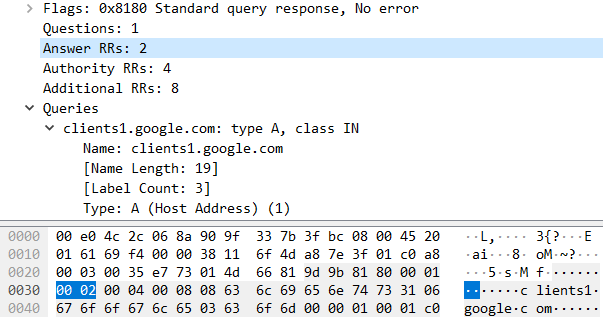 Flags: 0x8180 Standard query response, No error
Questions: 1
Answer RRs: 2
Authority RRs: 4
Additional RRs: 8
Queries
clients1.google.com: type A, class IN
Name: clients1.google.com
[Name Length: 19]
[Label Count: 3]
Type: A (Host Address) (1)
0000 00 e0 4c 2c 06 8a 90 9f 33 7b 3f bc 08 00 45 20 ··L,···· 3{?···E 
0010 01 61 69 f4 00 00 38 11 6f 4d a8 7e 3f 01 c0 a8 ·ai···8· oM·~?···
0020 00 03 00 35 e7 73 01 4d 66 81 9d 9b 81 80 00 01 ···5·s·M f·······
0030 00 02 00 04 00 08 08 63 6c 69 65 6e 74 73 31 06 ·······c lients1·
0040 67 6f 6f 67 6c 65 03 63 6f 6d 00 00 01 00 01 c0 google·c om······